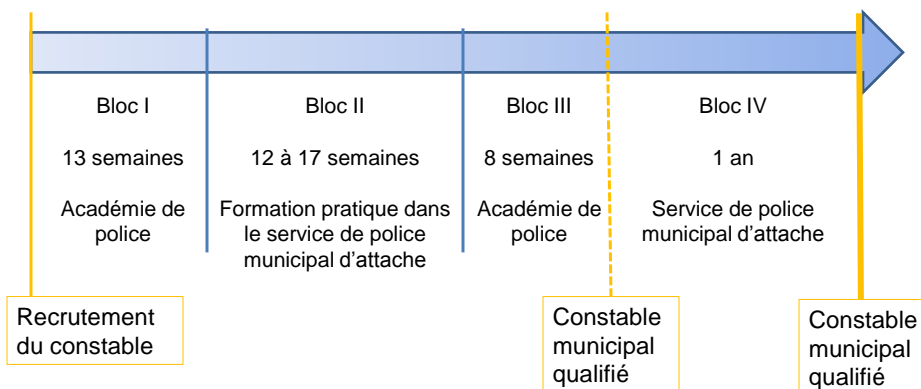 Bloc I
13 semaines
Académie de
police
Bloc II
12 à 17 semaines
Formation pratique dans
le service de police
municipal d’attache
Bloc III
8 semaines
Académie de
police
Bloc IV
1 an
Service de police
municipal d’attache
Recrutement
du constable
Constable
municipal
qualifié
Constable
municipal
qualifié